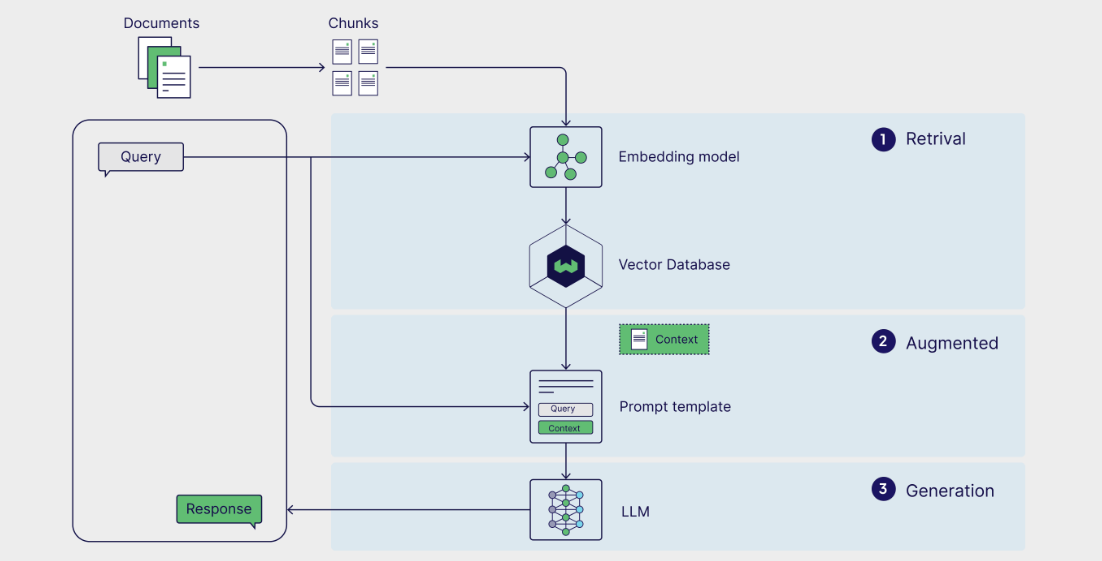 Documents
Chunks
1 Retrival
Query
Embedding model
Vector Database
2 Augmented
Context
Prompt template
Query
Context
3 Generation
Response
LLM